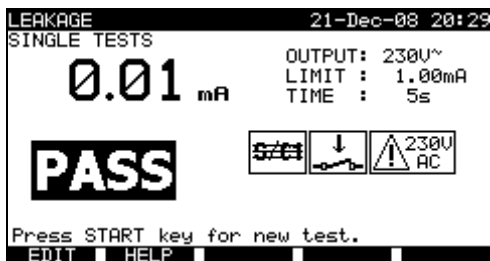 LEAKAGE 21-Dec-08 20:29
SINGLE TESTS
0.01 mA
OUTPUT: 230V~
LIMIT : 1.00mA
TIME : 5s
PASS
S/C1
230V
AC
Press START key for new test.
EDIT HELP